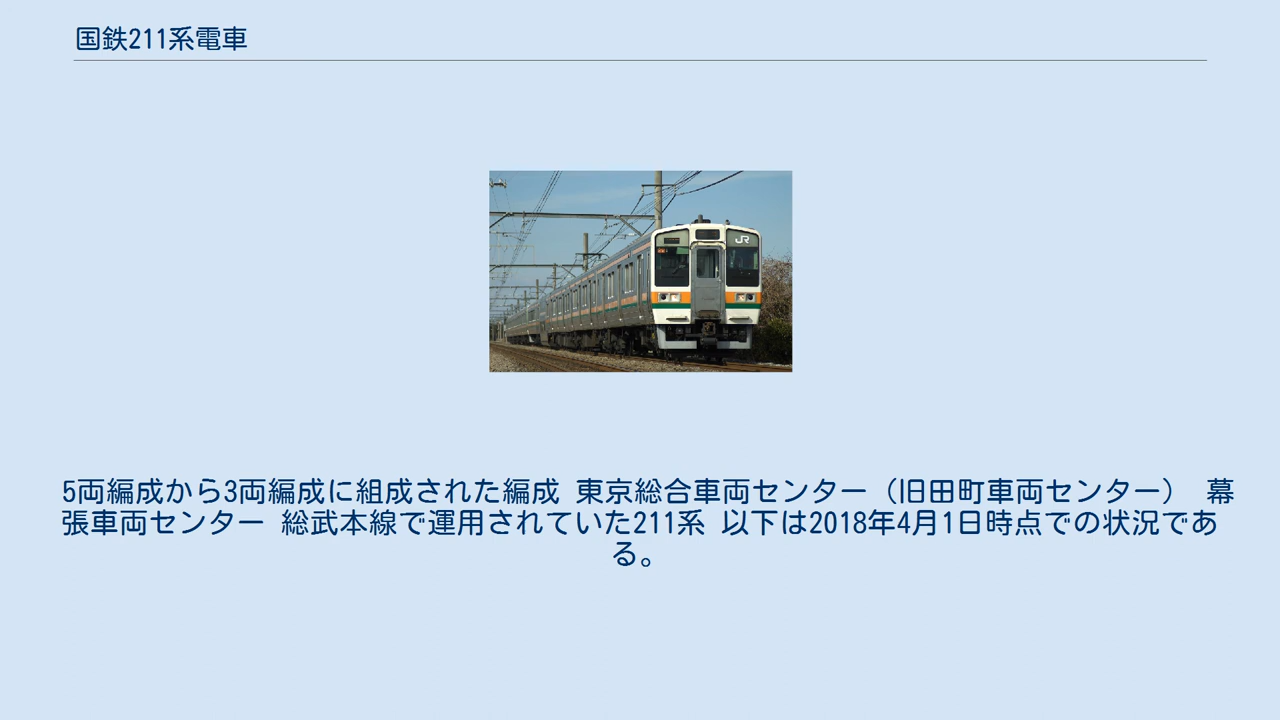 国鉄211系電車
JR
5両編成から3両編成に組成された編成 東京総合車両センター（旧田町車両センター） 幕
張車両センター 総武本線で運用されていた211系 以下は2018年4月1日時点での状況であ
る。